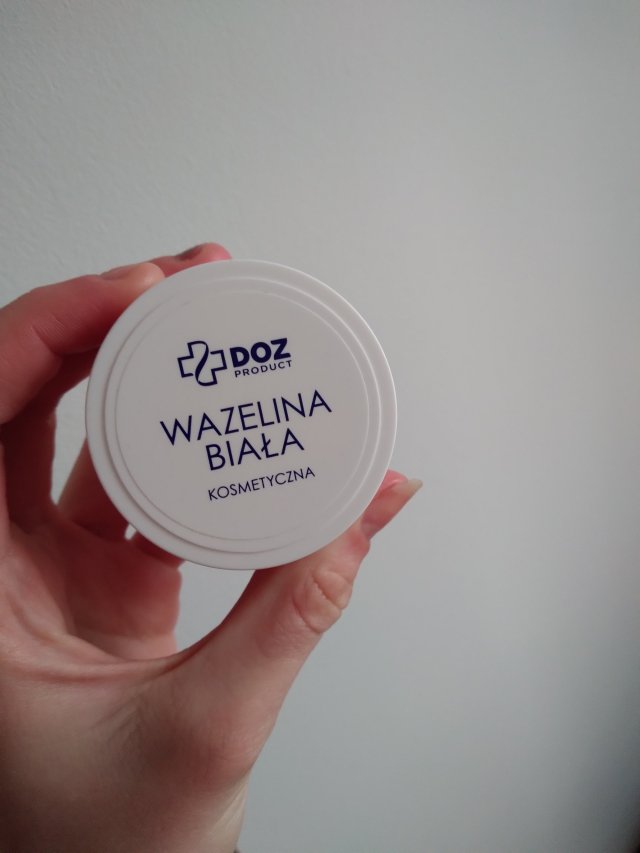 DOZ
PRODUCT
WAZELINA
BIAŁA
KOSMETYCZNA